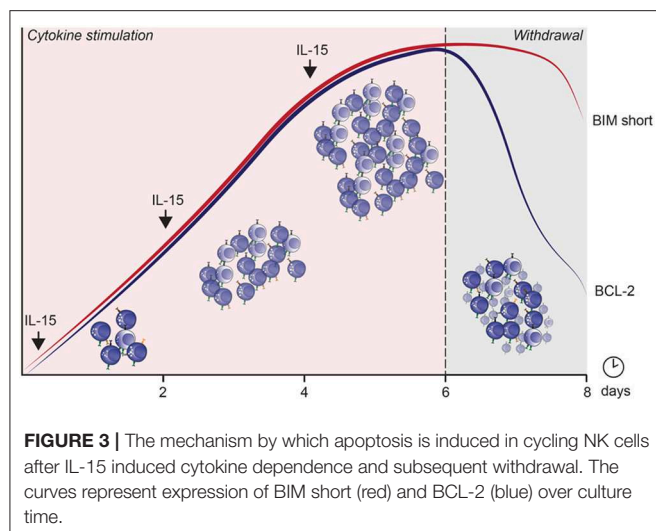 Cytokine stimulation
Withdrawal
IL-15
IL-15
IL-15
BIM short
BCL-2
2
4
6
8
days
FIGURE 3 | The mechanism by which apoptosis is induced in cycling NK cells
after IL-15 induced cytokine dependence and subsequent withdrawal. The
curves represent expression of BIM short (red) and BCL-2 (blue) over culture
time.